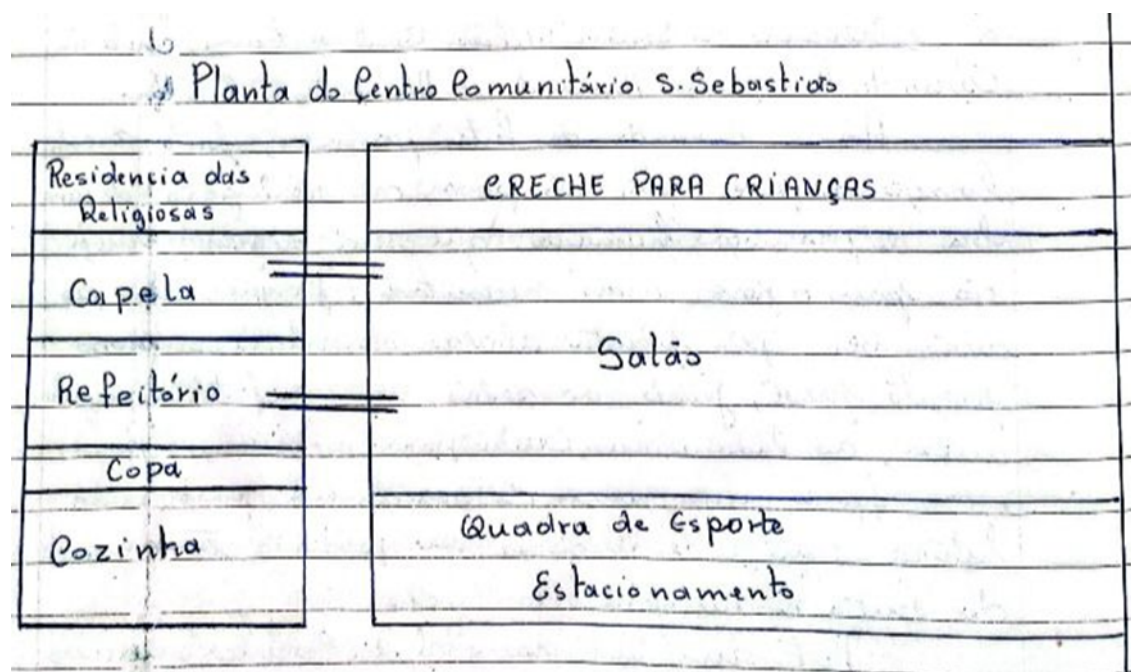 Planta do Centro Comunitário S. Sebastião
Residencia das
Religiosas
Capela
Refeitório
Copa
Cozinha
CRECHE PARA CRIANÇAS
Salão
Quadra de Esporte
Estacionamento